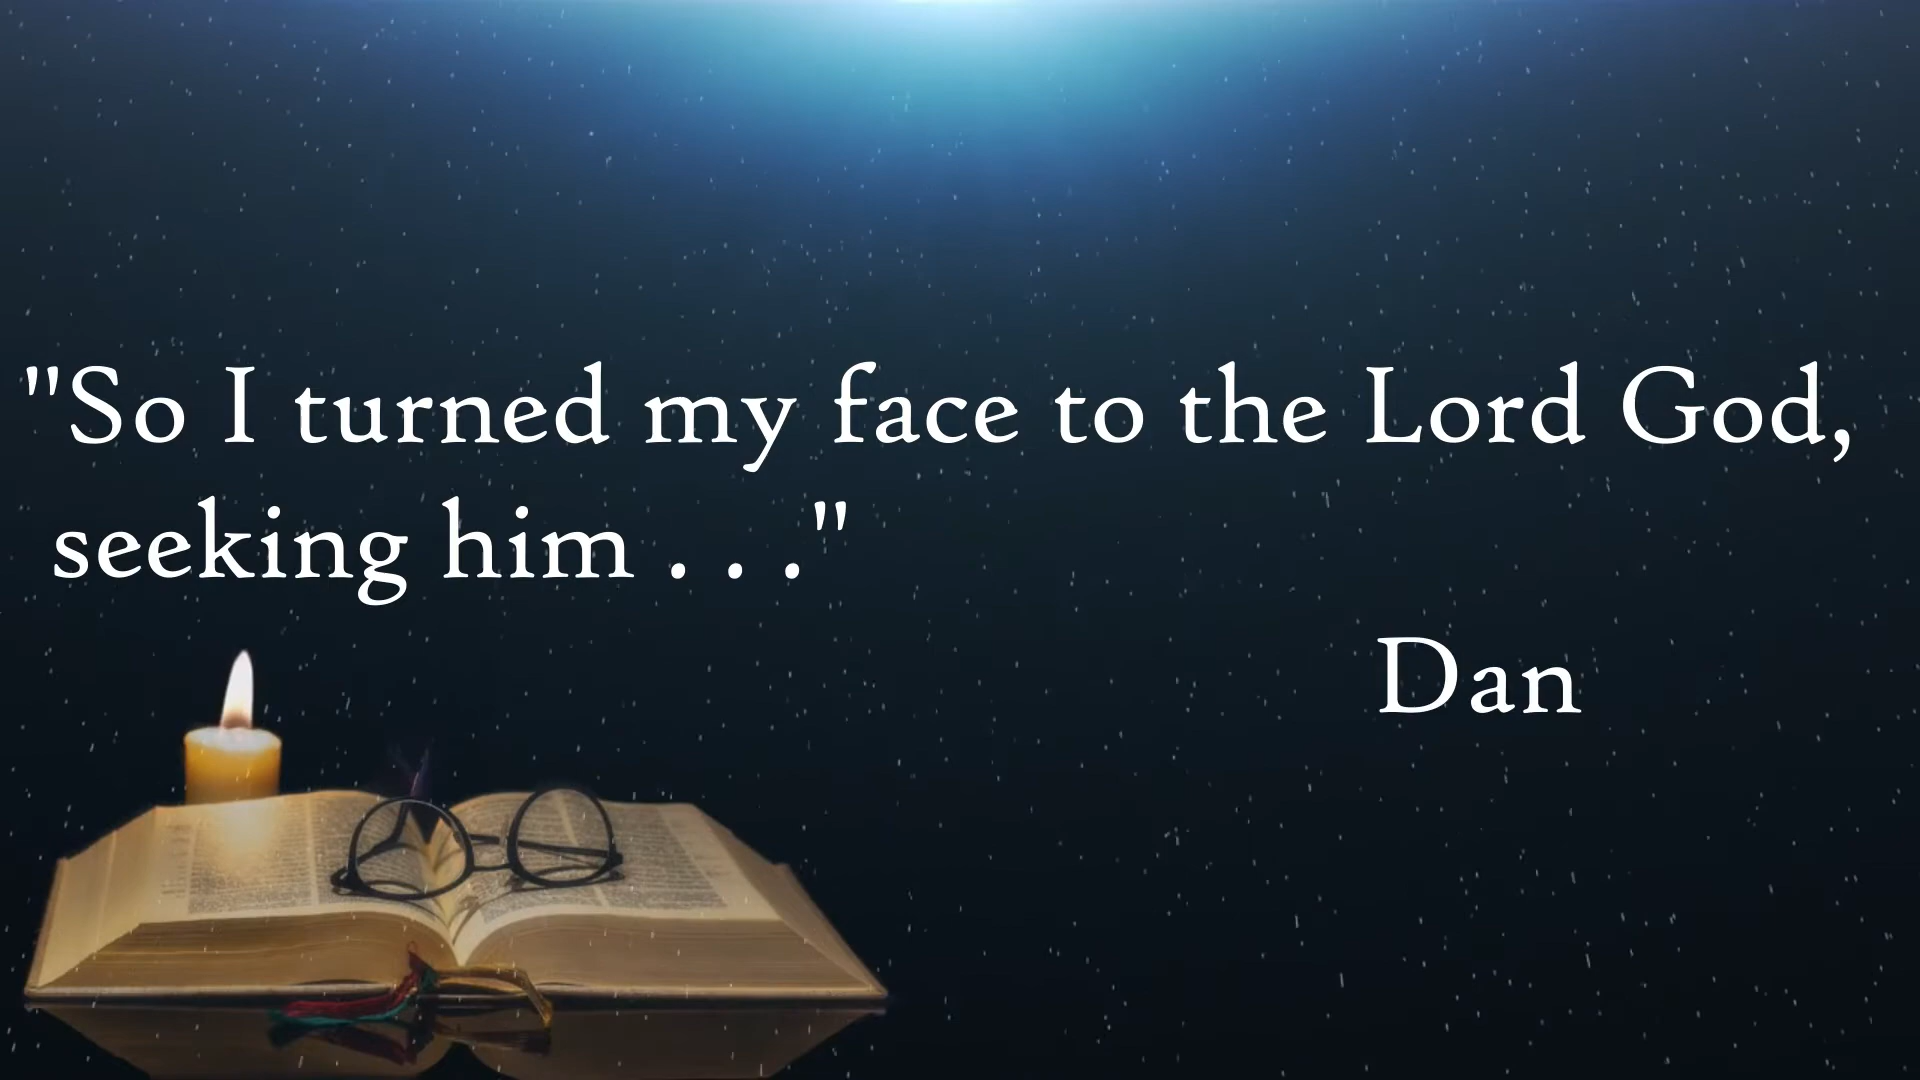 "So I turned my face to the Lord God,
seeking him . . ."
Dan